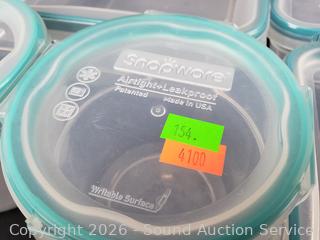 Snapware
Airtight+Leakproof
Patented Made in USA
154.
4100
Writable Surface
Copyright 2026 - Sound Auction Service